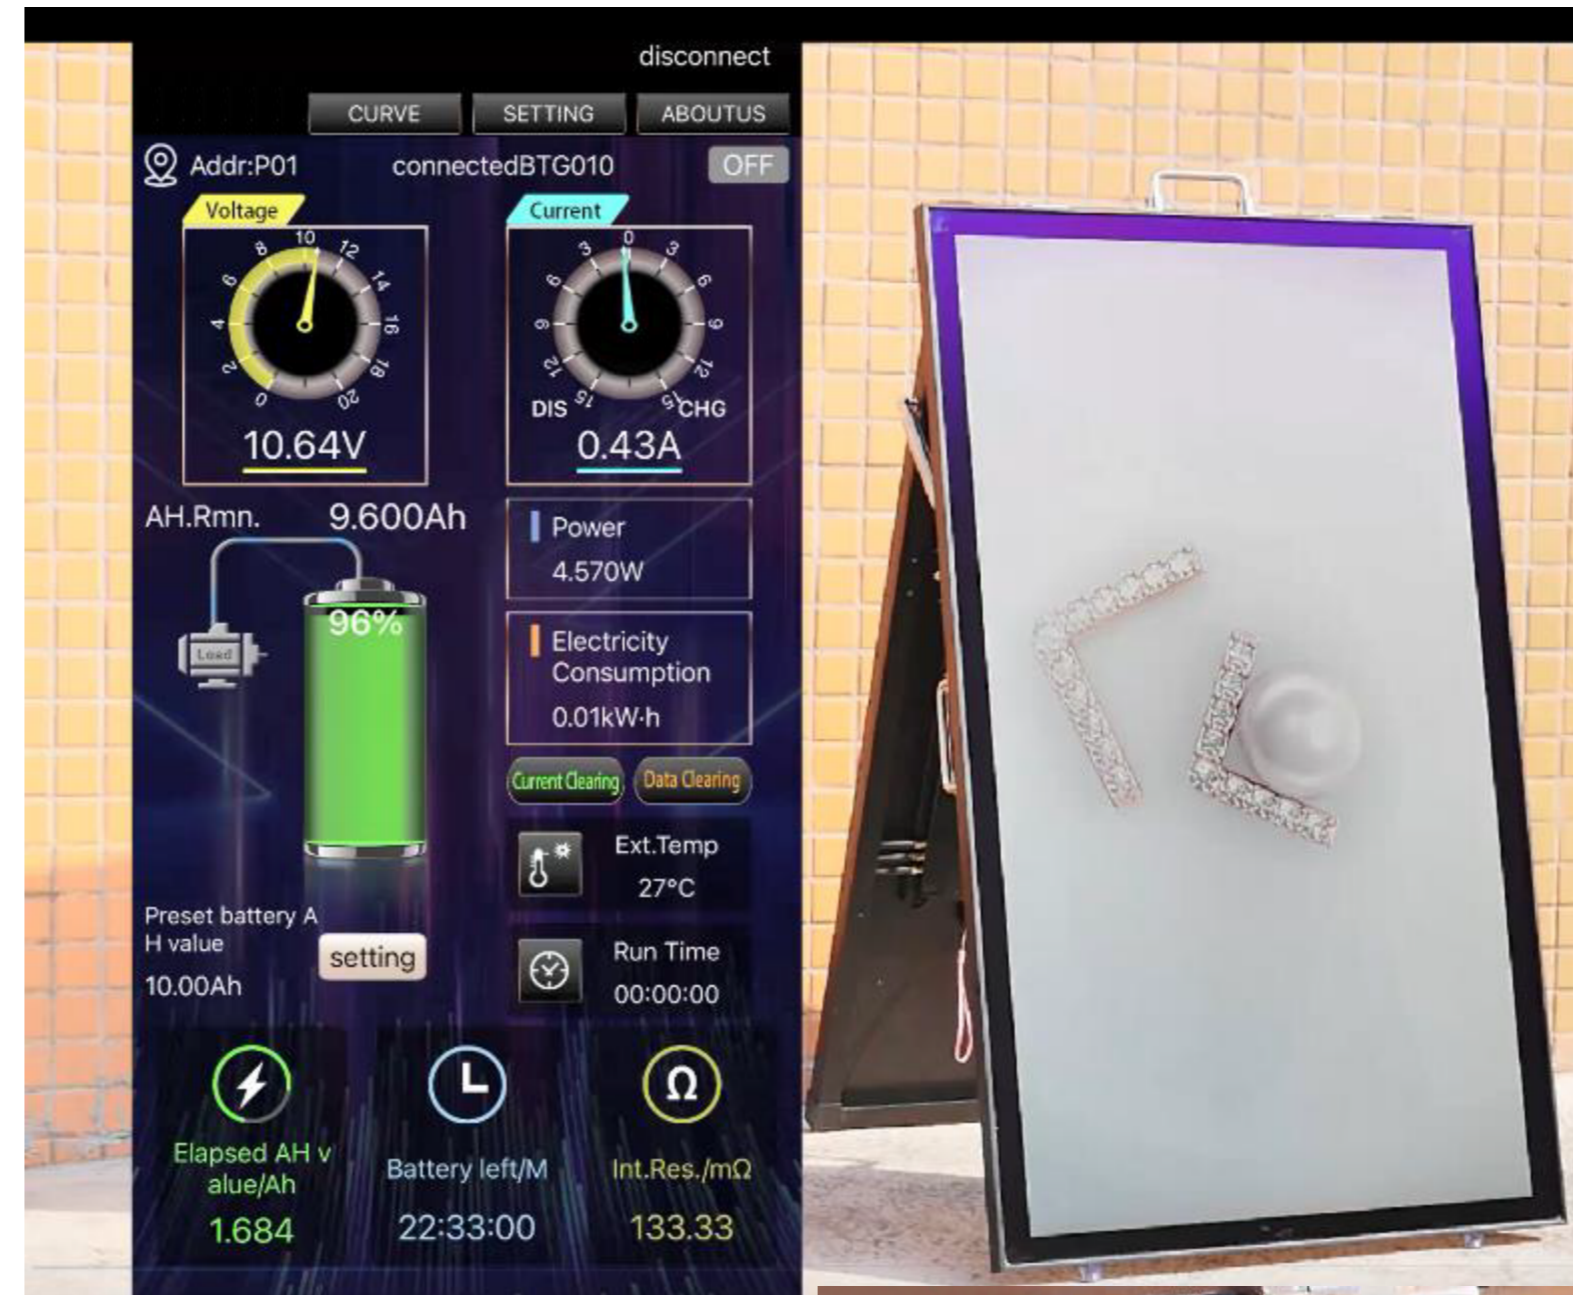 disconnect
CURVE SETTING ABOUTUS
Addr:P01 connectedBTG010 OFF
Voltage
0 2 4 6 8 10 12 14 16 18 20
10.64V
Current
15 12 9 6 3 0 3 6 9 12 15
DIS CHG
0.43A
AH.Rmn. 9.600Ah
96%
Load
Power
4.570W
Electricity
Consumption
0.01kW·h
Current Clearing Data Clearing
Ext.Temp
27°C
Preset battery A
H value
10.00Ah
setting
Run Time
00:00:00
Elapsed AH v
alue/Ah
1.684
Battery left/M
22:33:00
Int.Res./mΩ
133.33